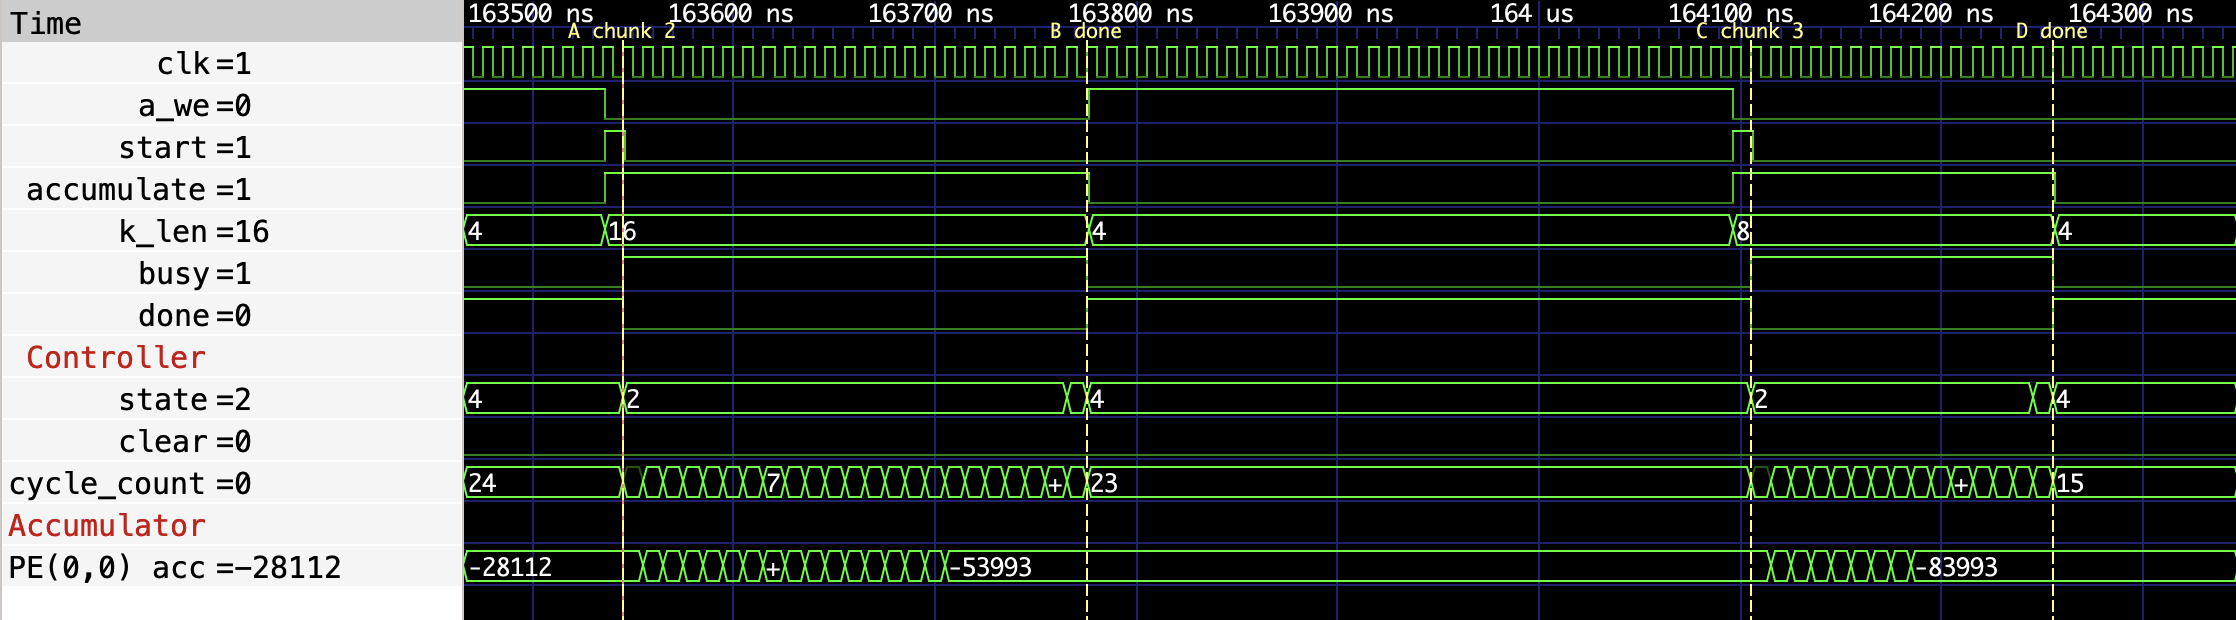 Time
163500 ns 163600 ns 163700 ns 163800 ns 163900 ns 164 us 164100 ns 164200 ns 164300 ns
A chunk 2 B done C chunk 3 D done
clk=1
a_we=0
start=1
accumulate=1
k_len=16 4 16 4 8 4
busy=1
done=0
Controller
state=2 4 2 4 2 4
clear=0
cycle_count=0 24 7 + 23 + 15
Accumulator
PE(0,0) acc=-28112 -28112 + -53993 -83993